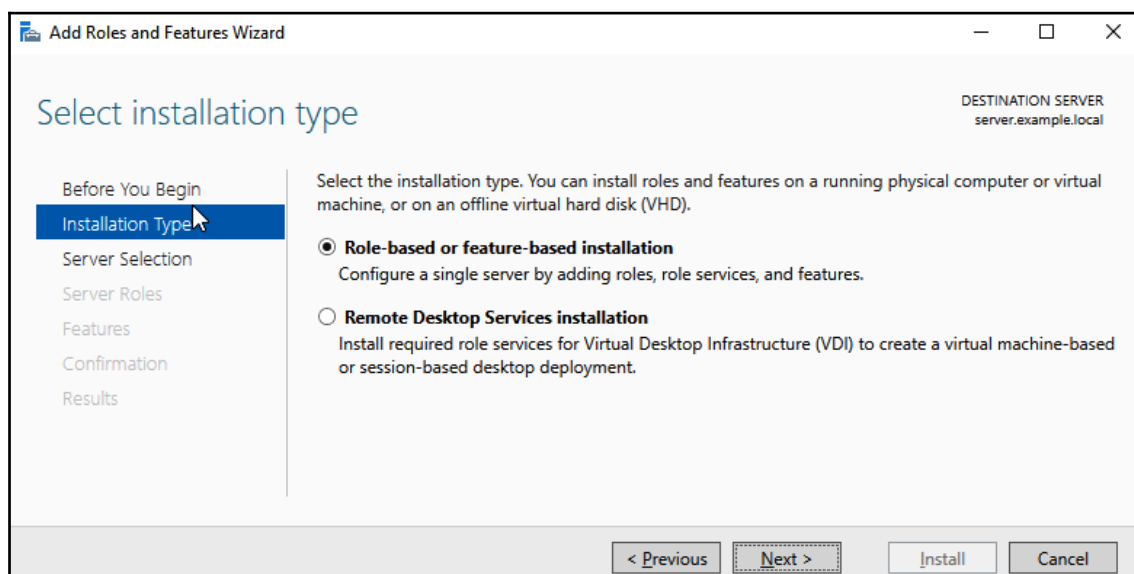 Add Roles and Features Wizard
Select installation type
DESTINATION SERVER
server.example.local
Before You Begin
Installation Type
Server Selection
Server Roles
Features
Confirmation
Results
Select the installation type. You can install roles and features on a running physical computer or virtual
machine, or on an offline virtual hard disk (VHD).
Role-based or feature-based installation
Configure a single server by adding roles, role services, and features.
Remote Desktop Services installation
Install required role services for Virtual Desktop Infrastructure (VDI) to create a virtual machine-based
or session-based desktop deployment.
< Previous
Next >
Install
Cancel